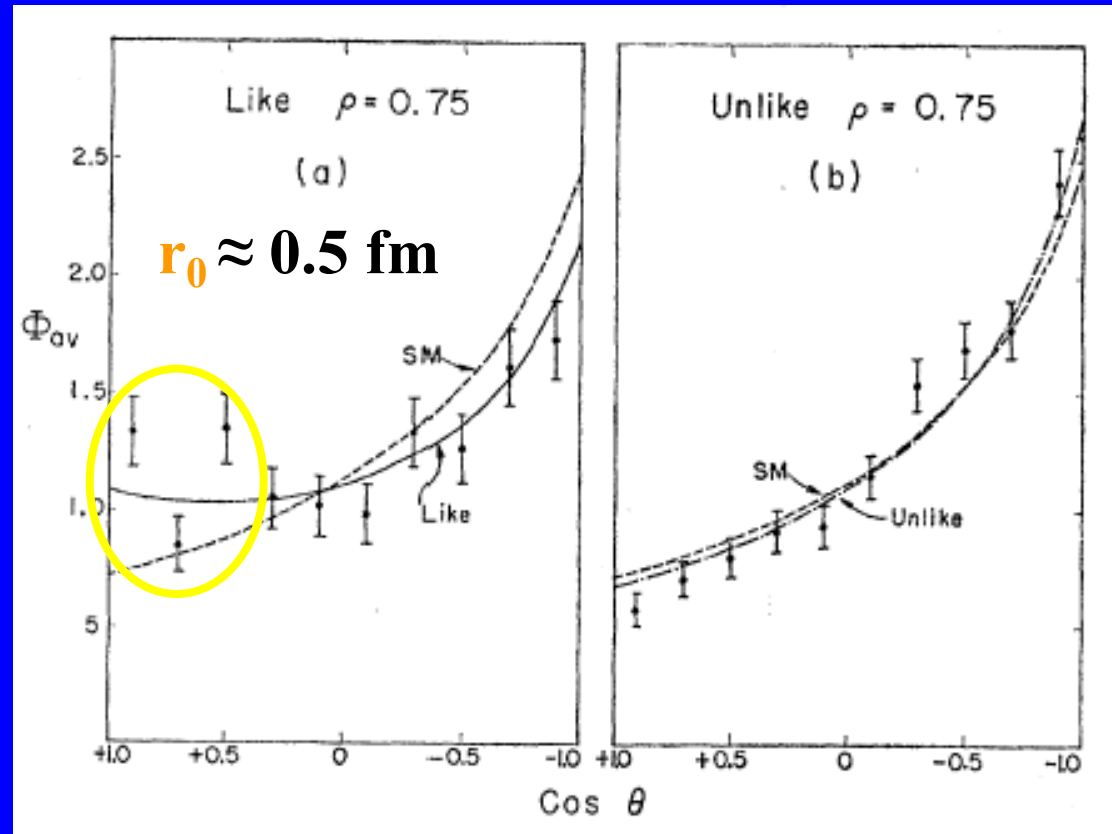 Like ρ = 0.75
(a)
r₀ ≈ 0.5 fm
2.5
2.0
Φav
1.5
1.0
5
SM
Like
+1.0 +0.5 0 -0.5 -1.0
Unlike ρ = 0.75
(b)
SM
Unlike
+1.0 +0.5 0 -0.5 -1.0
Cos θ